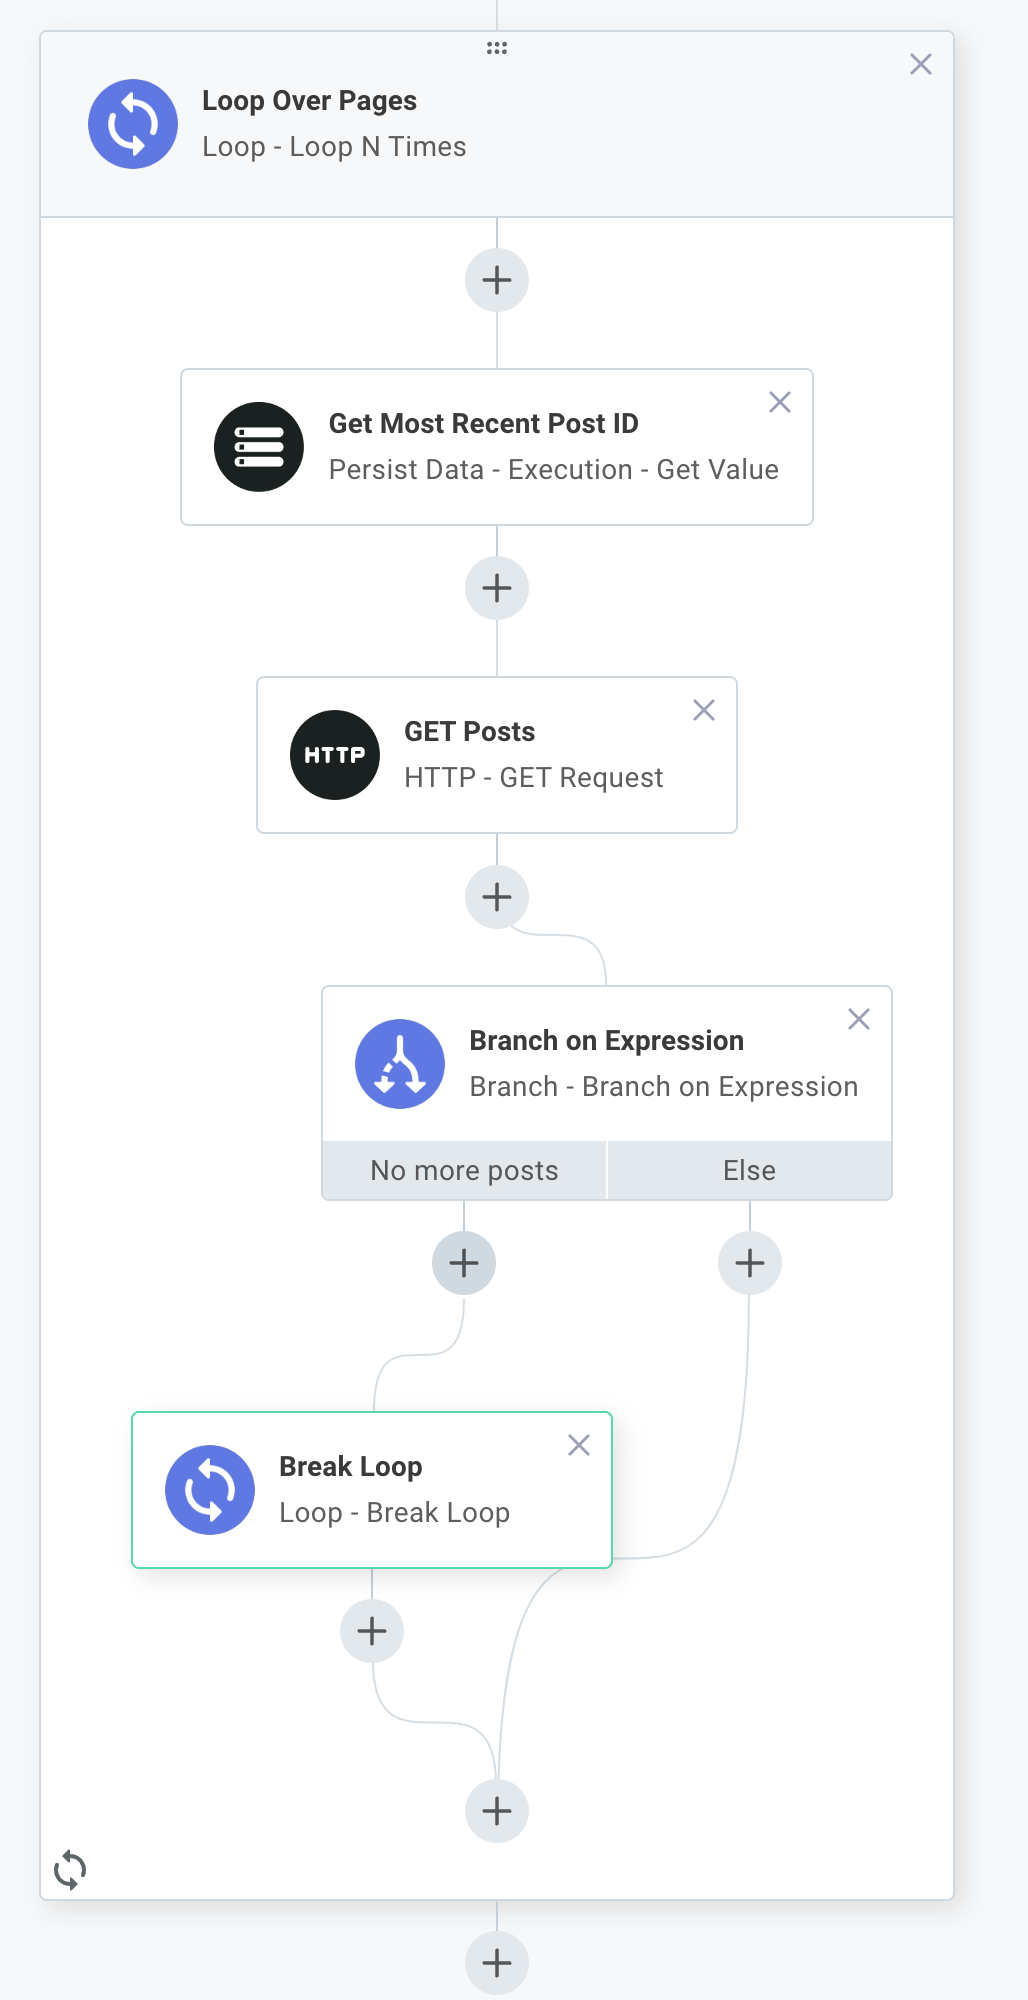 Loop Over Pages
Loop - Loop N Times
Get Most Recent Post ID
Persist Data - Execution - Get Value
HTTP
GET Posts
HTTP - GET Request
Branch on Expression
Branch - Branch on Expression
No more posts
Else
Break Loop
Loop - Break Loop